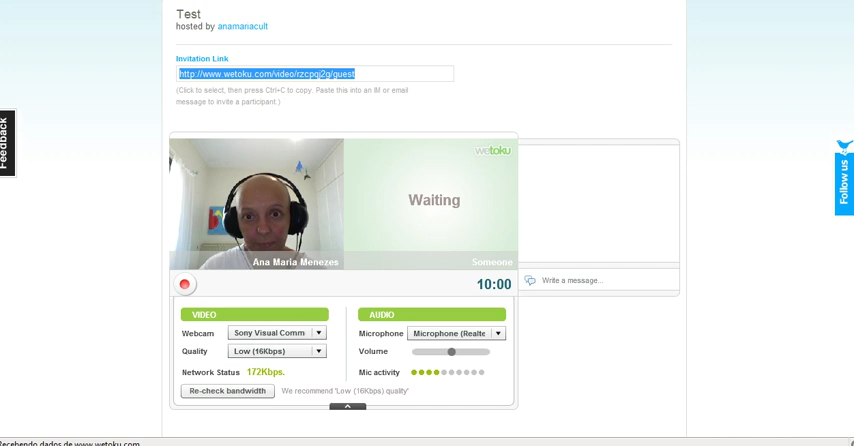 Test
hosted by anamariacult
Invitation Link
http://www.wetoku.com/video/rzcpqj2g/guest
(Click to select, then press Ctrl+C to copy. Paste this into an IM or email
message to invite a participant.)
Feedback
Follow us
wetoku
Waiting
Ana Maria Menezes
Someone
10:00
Write a message...
VIDEO
AUDIO
Webcam Sony Visual Comm
Microphone Microphone (Realte
Quality Low (16Kbps)
Volume
Network Status 172Kbps.
Mic activity
Re-check bandwidth
We recommend 'Low (16Kbps) quality'
Recebendo dados de www.wetoku.com